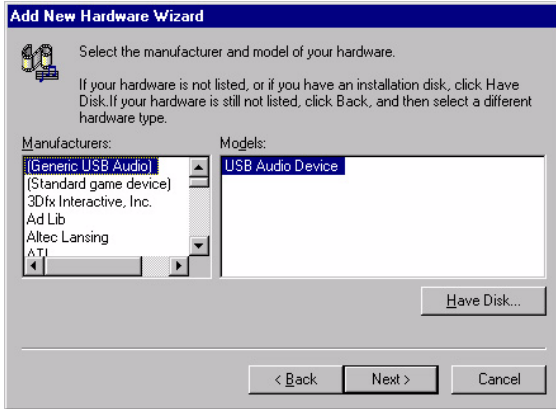 Add New Hardware Wizard
Select the manufacturer and model of your hardware.
If your hardware is not listed, or if you have an installation disk, click Have
Disk.If your hardware is still not listed, click Back, and then select a different
hardware type.
Manufacturers:
Models:
(Generic USB Audio)
USB Audio Device
(Standard game device)
3Dfx Interactive, Inc.
Ad Lib
Altec Lansing
ATI
Have Disk...
< Back
Next >
Cancel